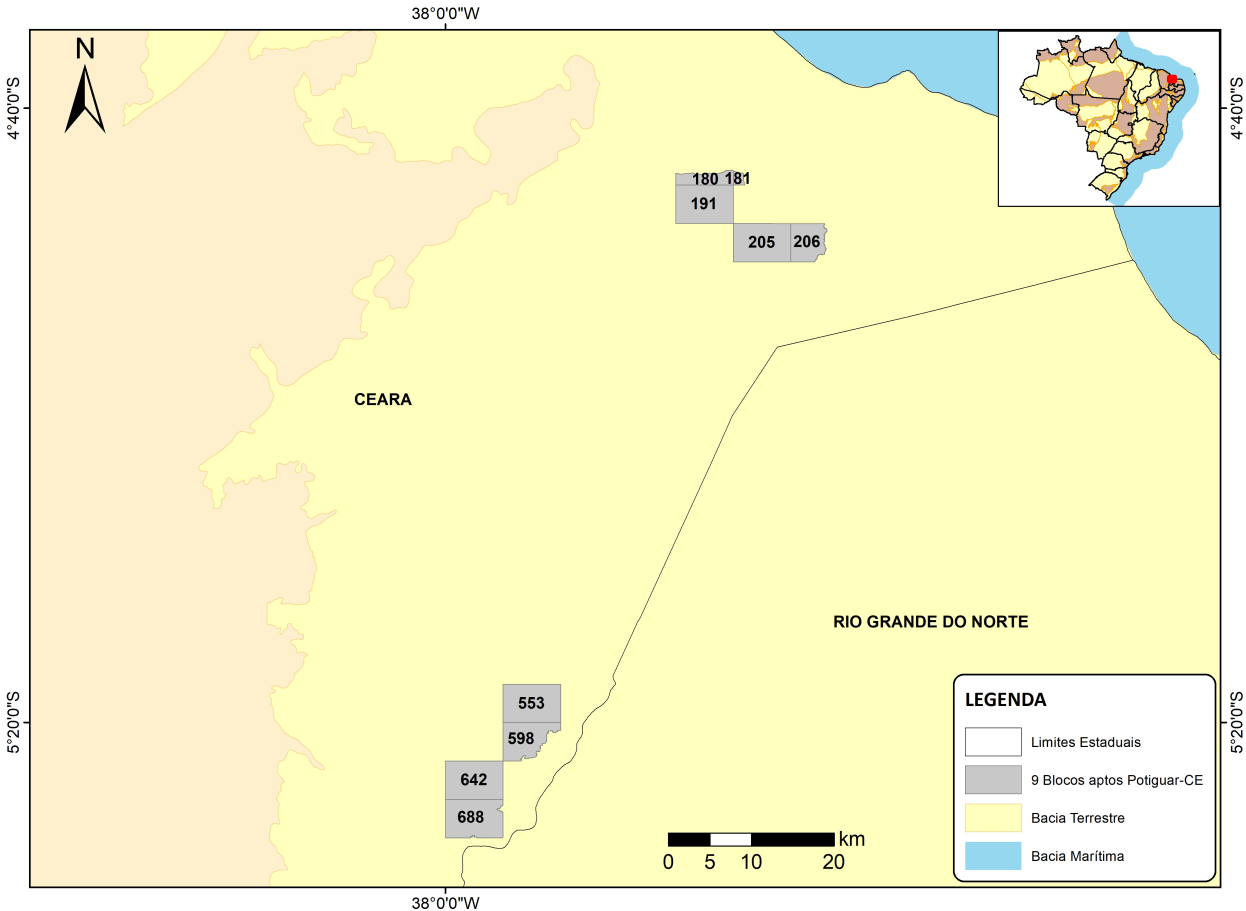 38°0'0"W
N
4°40'0"S
4°40'0"S
180 181
191
205 206
CEARA
RIO GRANDE DO NORTE
553
598
642
688
5°20'0"S
5°20'0"S
LEGENDA
Limites Estaduais
9 Blocos aptos Potiguar-CE
Bacia Terrestre
Bacia Marítima
km
0 5 10 20
38°0'0"W